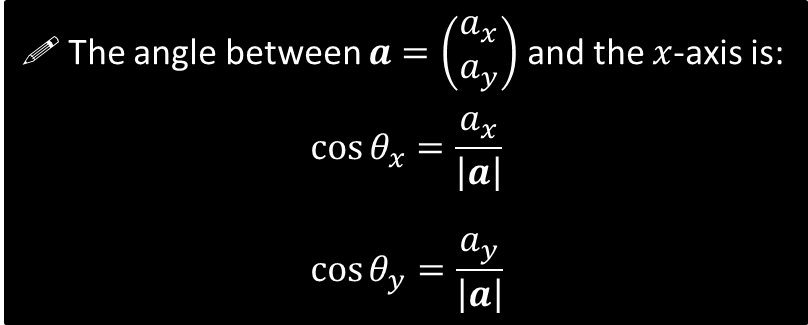 The angle between a = (a_x a_y) and the x-axis is:
cos θ_x = a_x / |a|
cos θ_y = a_y / |a|